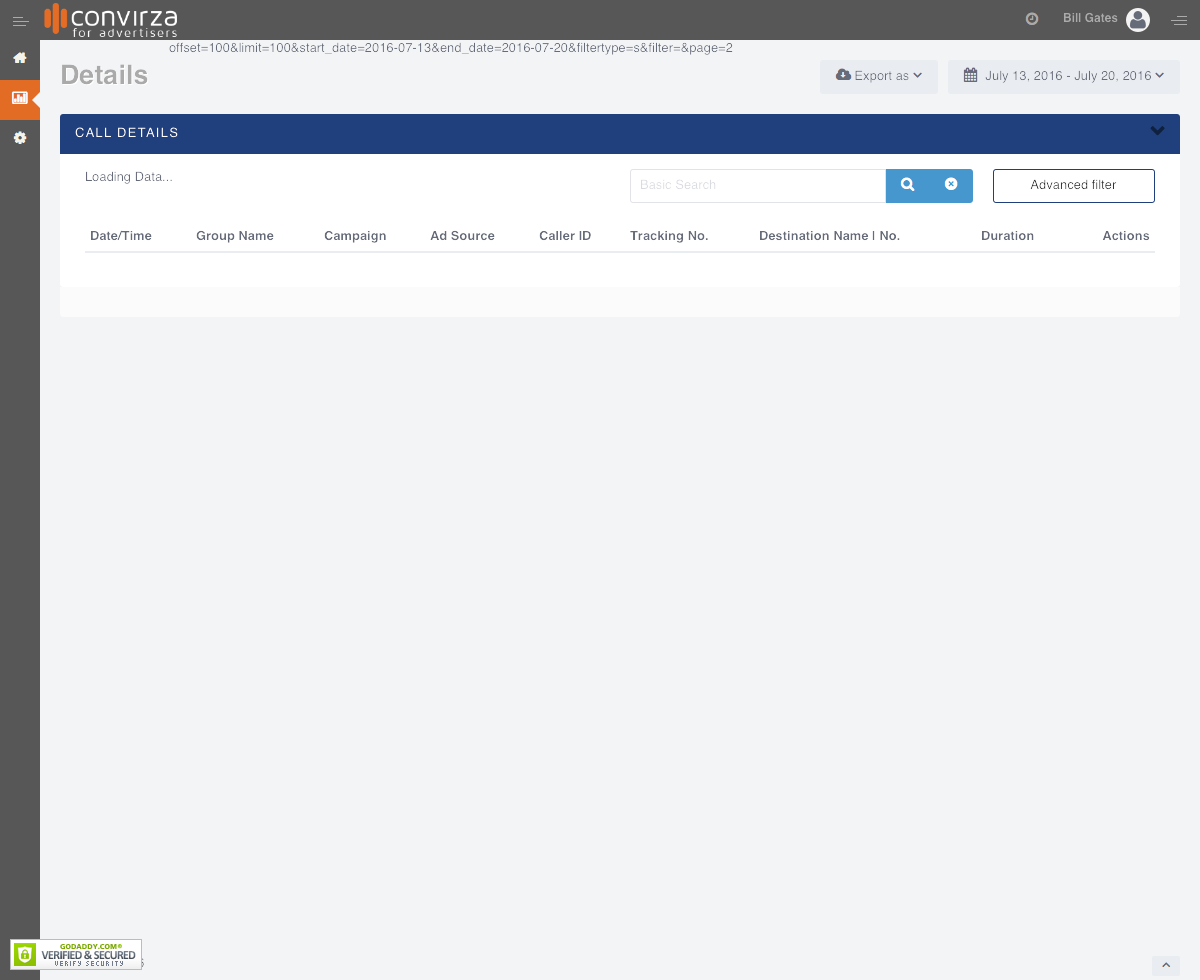 convirza
for advertisers
Bill Gates
offset=100&limit=100&start_date=2016-07-13&end_date=2016-07-20&filtertype=s&filter=&page=2
Details
Export as
July 13, 2016 - July 20, 2016
CALL DETAILS
Loading Data...
Basic Search
Advanced filter
Date/Time Group Name Campaign Ad Source Caller ID Tracking No. Destination Name | No. Duration Actions
GODADDY.COM®
VERIFIED & SECURED
VERIFY SECURITY